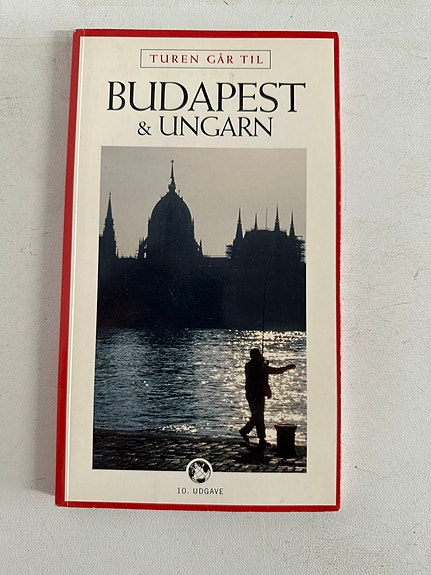 TUREN GÅR TIL
BUDAPEST
& UNGARN
10. UDGAVE